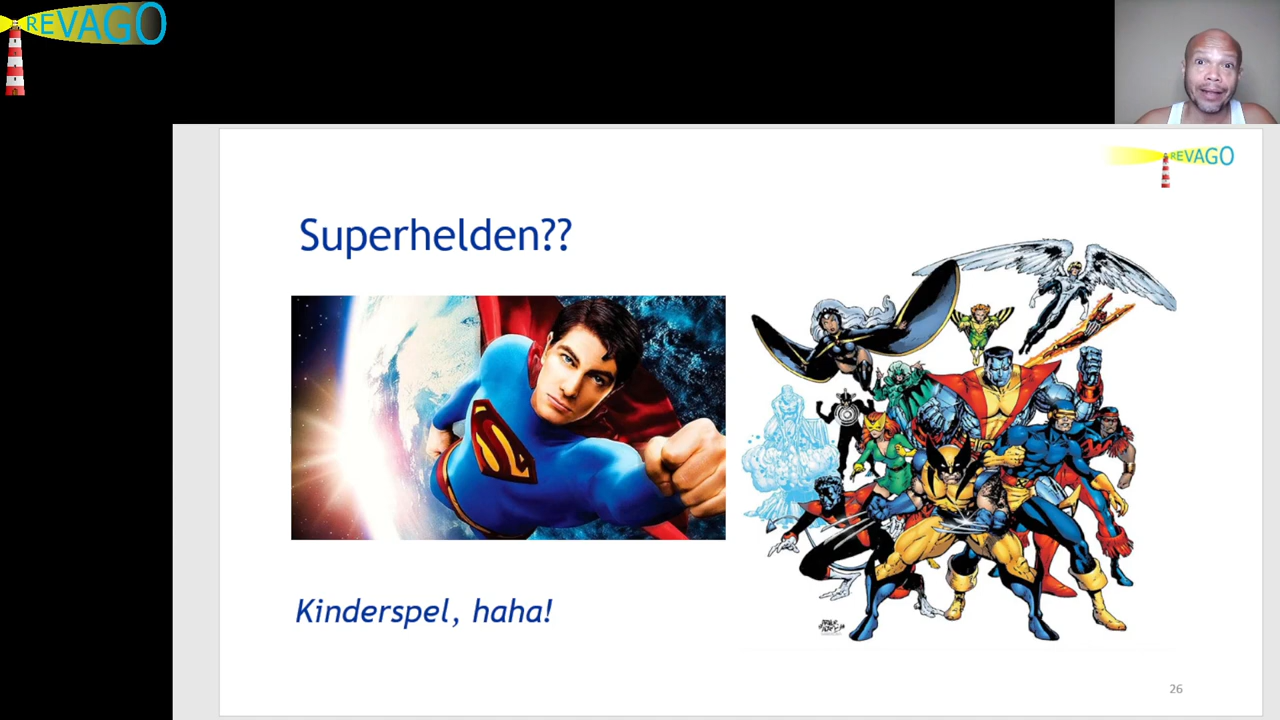 REVAGO
REVAGO
Superhelden??
Kinderspel, haha!
26